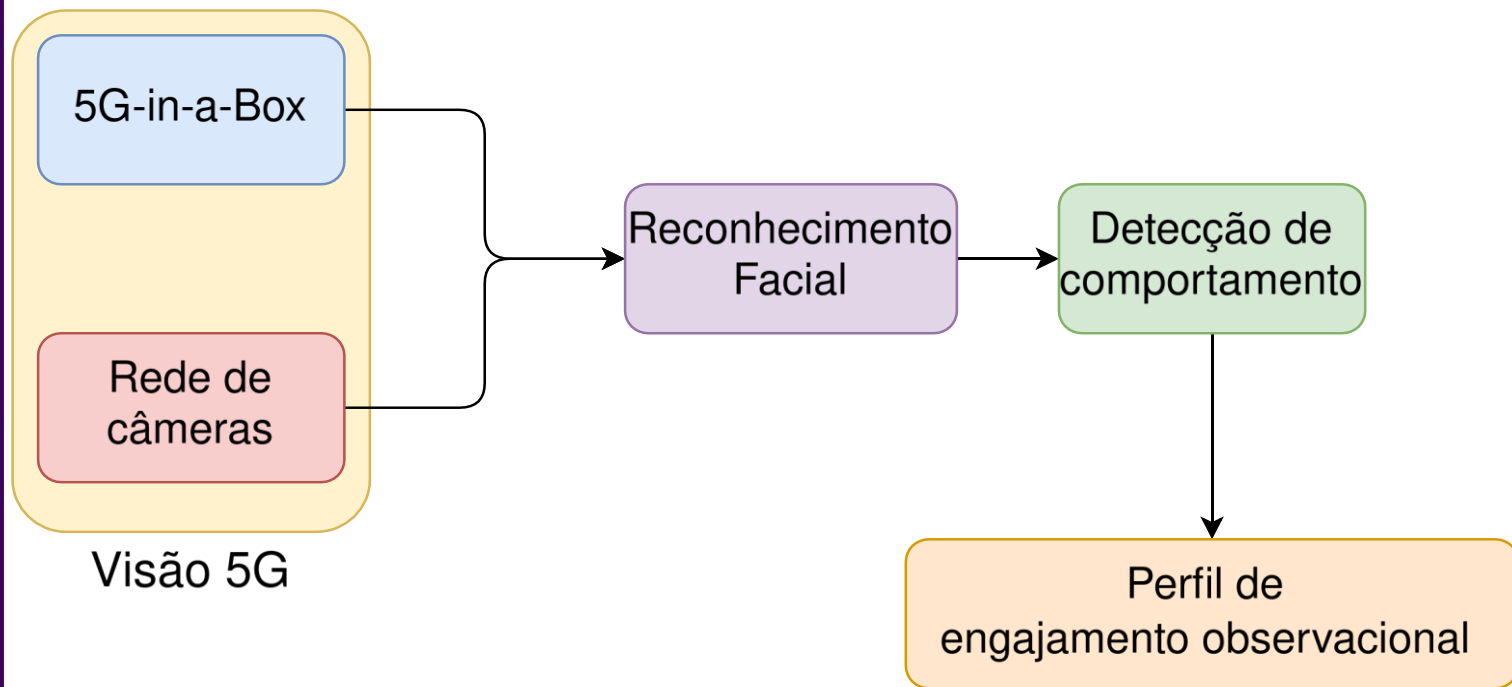 5G-in-a-Box
Rede de
câmeras
Visão 5G
Reconhecimento
Facial
Detecção de
comportamento
Perfil de
engajamento observacional